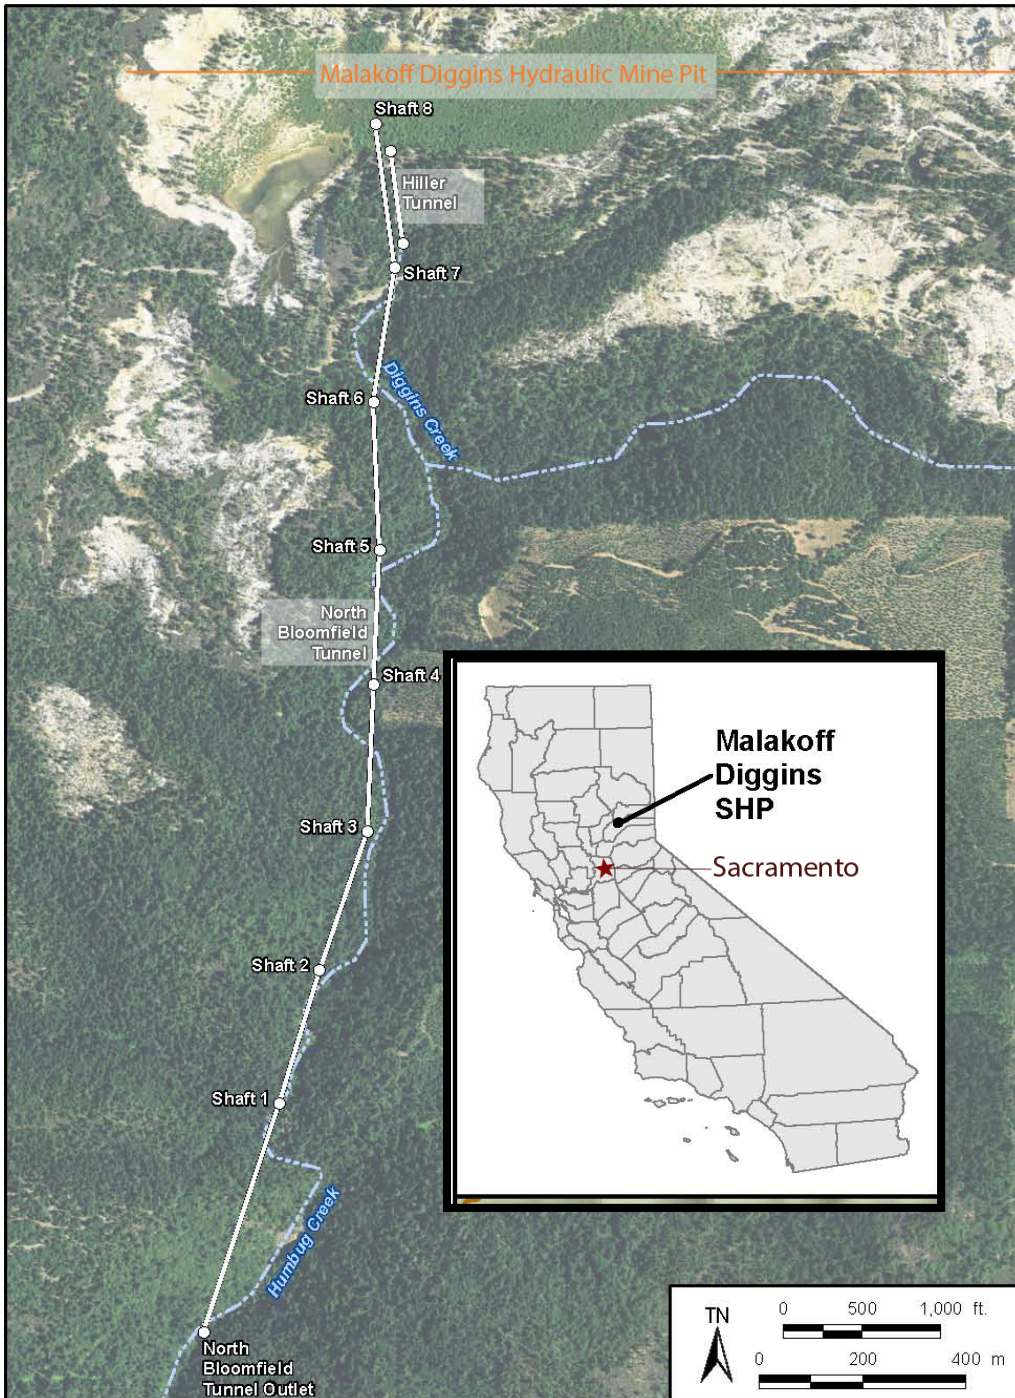 Malakoff Diggins Hydraulic Mine Pit
Shaft 8
Hiller
Tunnel
Shaft 7
Diggins Creek
Shaft 6
Shaft 5
North
Bloomfield
Tunnel
Shaft 4
Malakoff
Diggins
SHP
Sacramento
Shaft 3
Shaft 2
Shaft 1
Humbug Creek
North
Bloomfield
Tunnel Outlet
TN
0 500 1,000 ft.
0 200 400 m